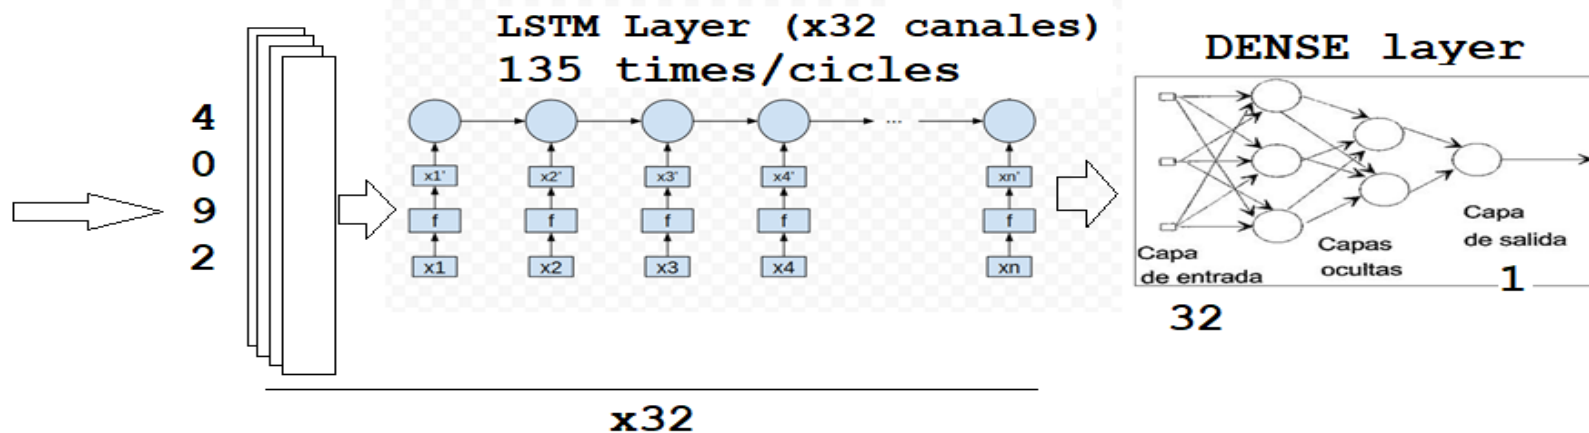 LSTM Layer (x32 canales)
135 times/cicles
DENSE layer
4
0
9
2
x1' x2' x3' x4' ... xn'
f f f f f
x1 x2 x3 x4 xn
Capa
de entrada
Capas
ocultas
Capa
de salida
1
32
x32